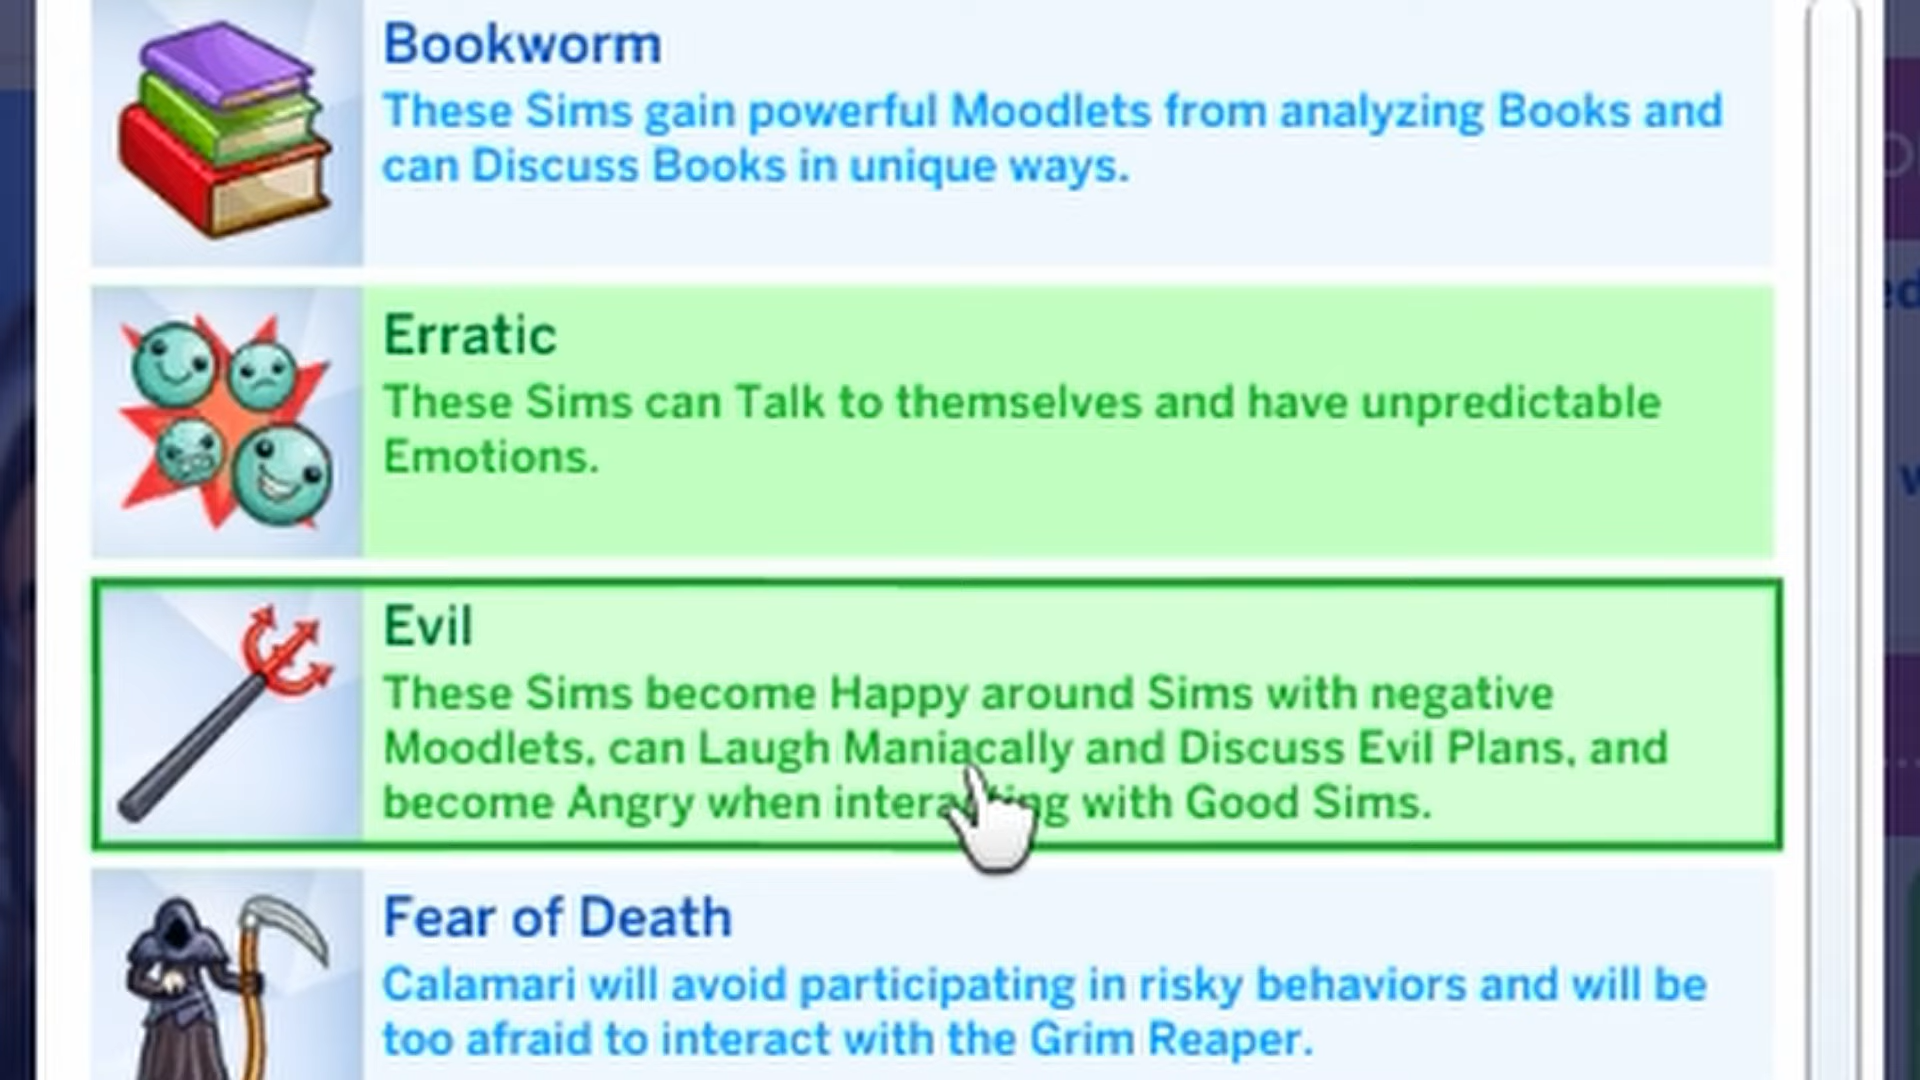 Bookworm
These Sims gain powerful Moodlets from analyzing Books and
can Discuss Books in unique ways.
Erratic
These Sims can Talk to themselves and have unpredictable
Emotions.
Evil
These Sims become Happy around Sims with negative
Moodlets, can Laugh Maniacally and Discuss Evil Plans, and
become Angry when interacting with Good Sims.
Fear of Death
Calamari will avoid participating in risky behaviors and will be
too afraid to interact with the Grim Reaper.